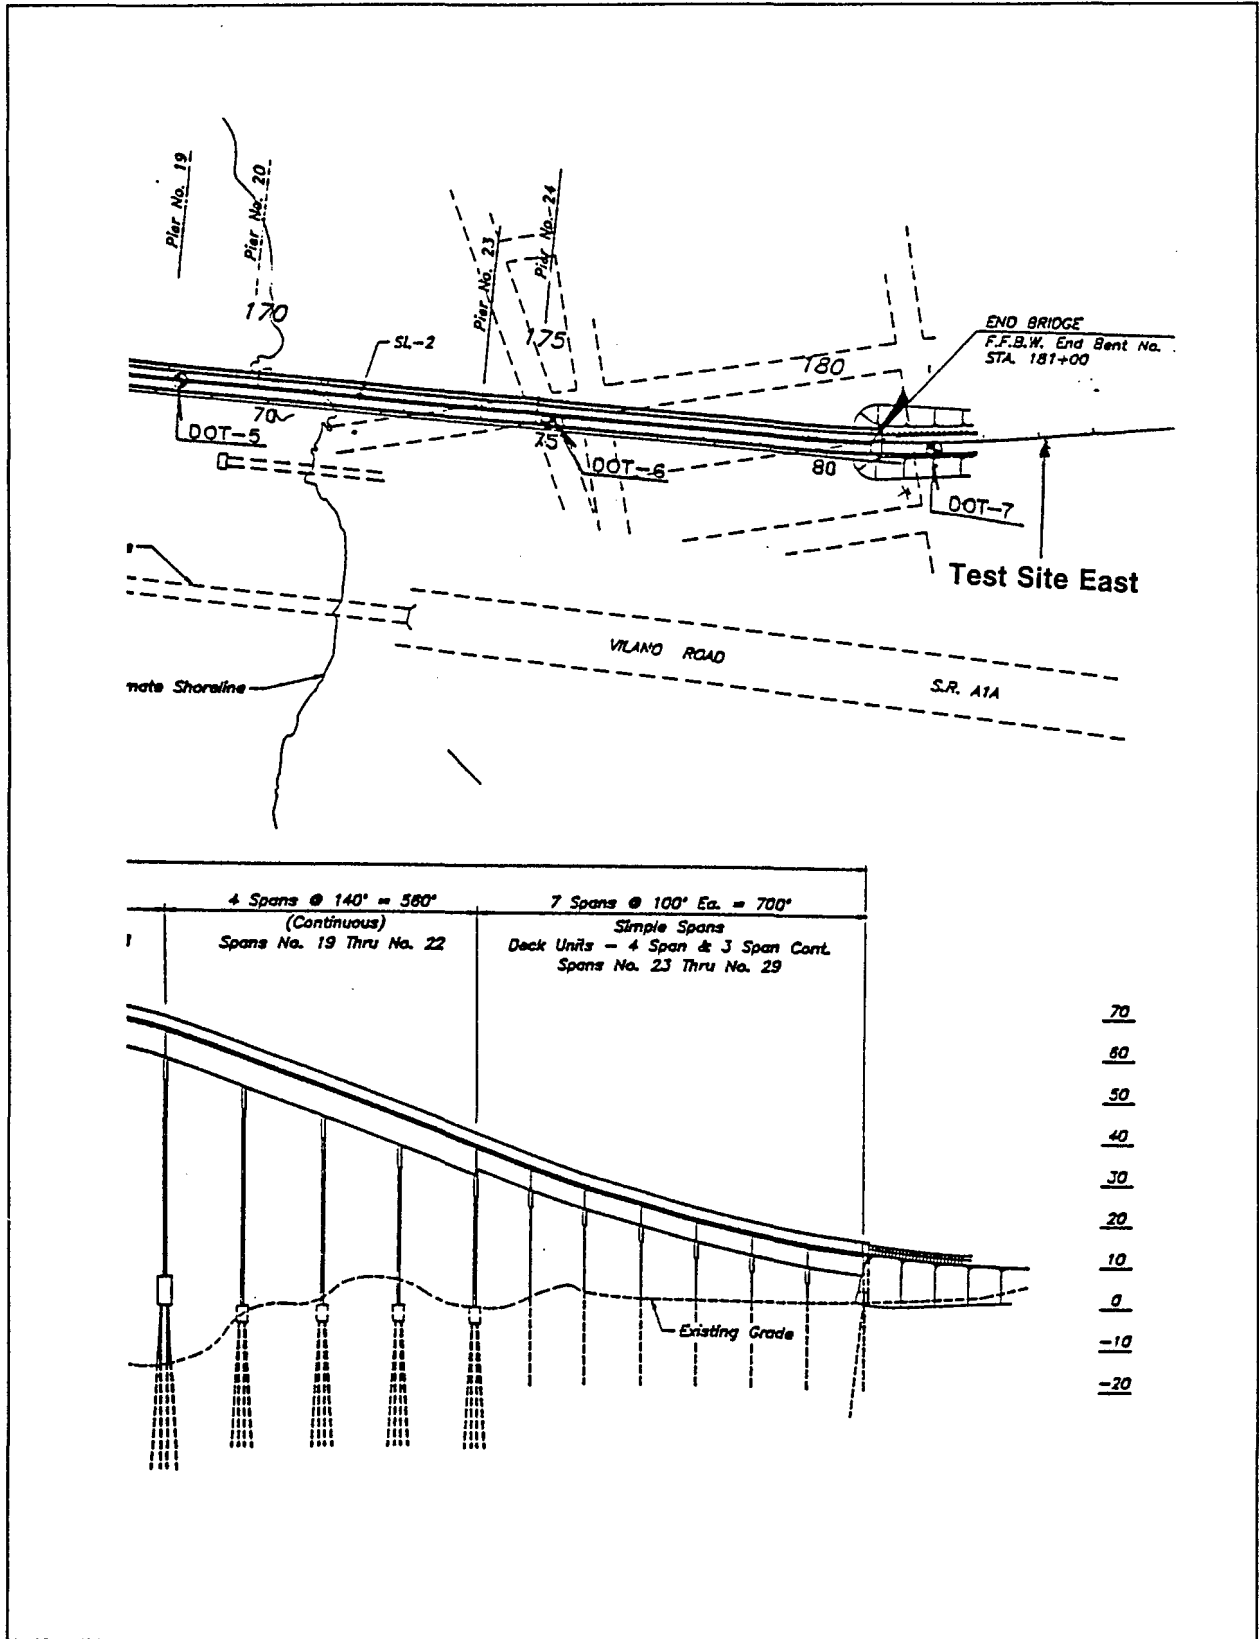 Pier No. 19
Pier No. 20
Pier No. 23
Pier No. 24
170
175
180
SL-2
END BRIDGE
F.F.B.W. End Bent No.
STA. 181+00
70
DOT-5
75
DOT-6
80
DOT-7
Test Site East
VILANO ROAD
S.R. A1A
mate Shoreline
4 Spans @ 140' = 560'
(Continuous)
Spans No. 19 Thru No. 22
7 Spans @ 100' Ea. = 700'
Simple Spans
Deck Units - 4 Span & 3 Span Cont.
Spans No. 23 Thru No. 29
70
60
50
40
30
20
10
0
-10
-20
Existing Grade